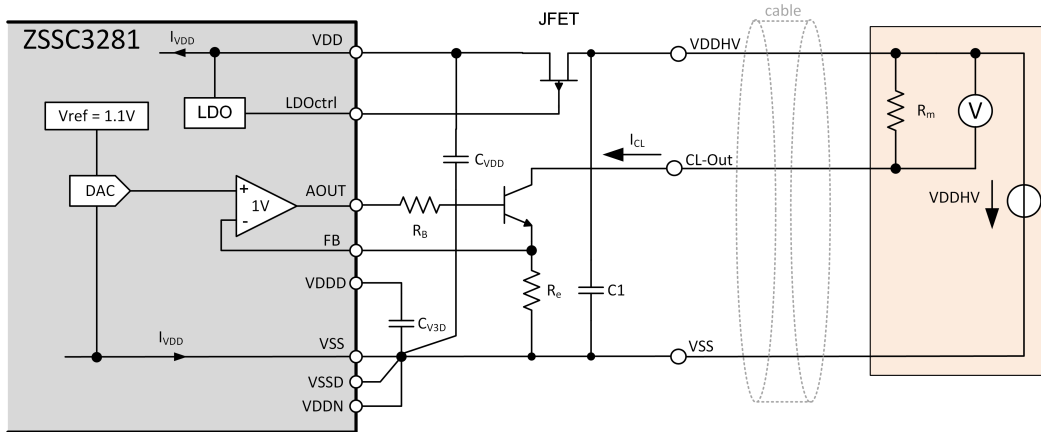 cable
JFET
ZSSC3281
IVDD
VDD
VDDHV
LDO
LDOctrl
Vref = 1.1V
Rm
V
ICL
CL-Out
CVDD
DAC
+
1V
-
AOUT
RB
VDDHV
FB
VDDD
Re
C1
CV3D
IVDD
VSS
VSS
VSSD
VDDN